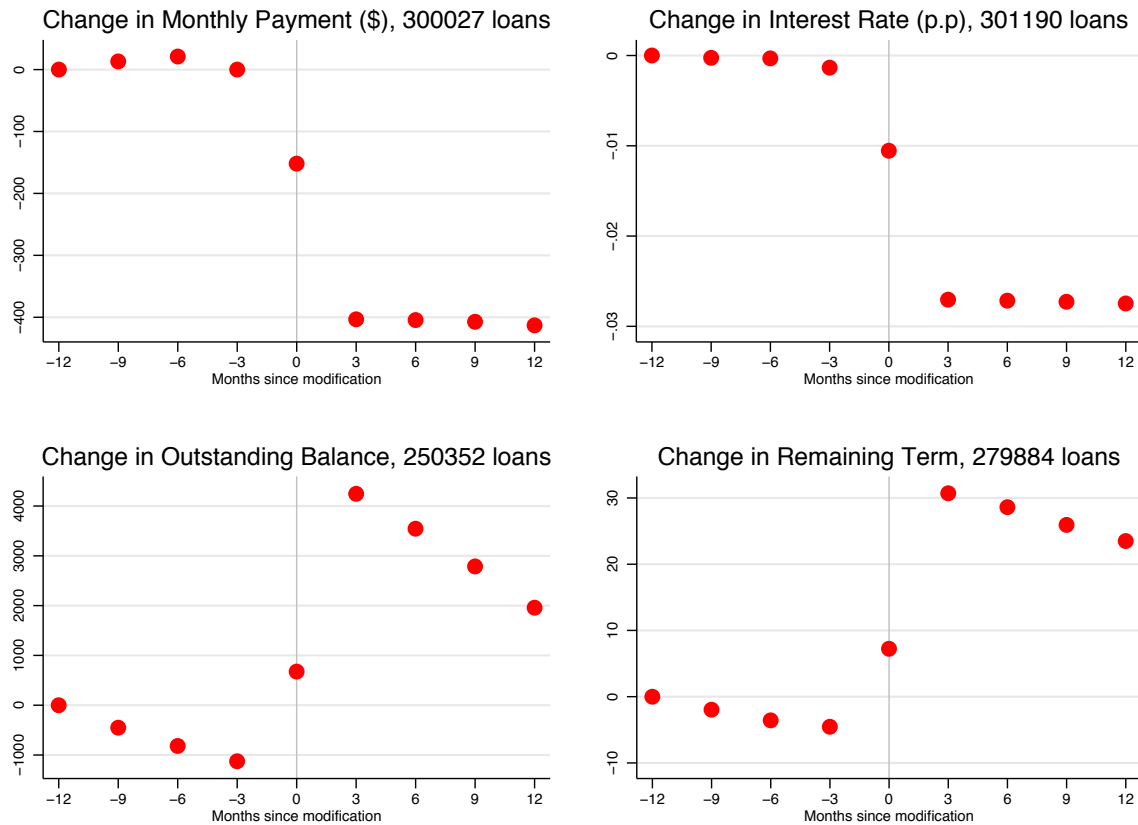 Change in Monthly Payment ($), 300027 loans
0
−100
−200
−300
−400
−12 −9 −6 −3 0 3 6 9 12
Months since modification
Change in Interest Rate (p.p), 301190 loans
0
−.01
−.02
−.03
−12 −9 −6 −3 0 3 6 9 12
Months since modification
Change in Outstanding Balance, 250352 loans
4000
3000
2000
1000
0
−1000
−12 −9 −6 −3 0 3 6 9 12
Months since modification
Change in Remaining Term, 279884 loans
30
20
10
0
−10
−12 −9 −6 −3 0 3 6 9 12
Months since modification